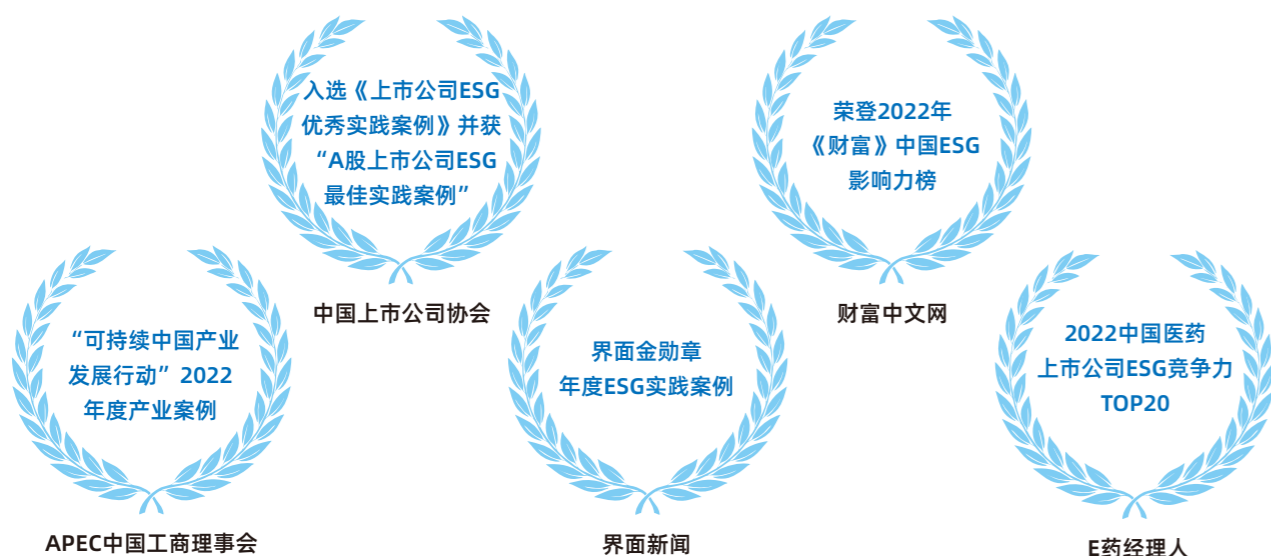 入选《上市公司ESG
优秀实践案例》并获
“A股上市公司ESG
最佳实践案例”
中国上市公司协会
荣登2022年
《财富》中国ESG
影响力榜
财富中文网
“可持续中国产业
发展行动” 2022
年度产业案例
APEC中国工商理事会
界面金勋章
年度ESG实践案例
界面新闻
2022中国医药
上市公司ESG竞争力
TOP20
E药经理人